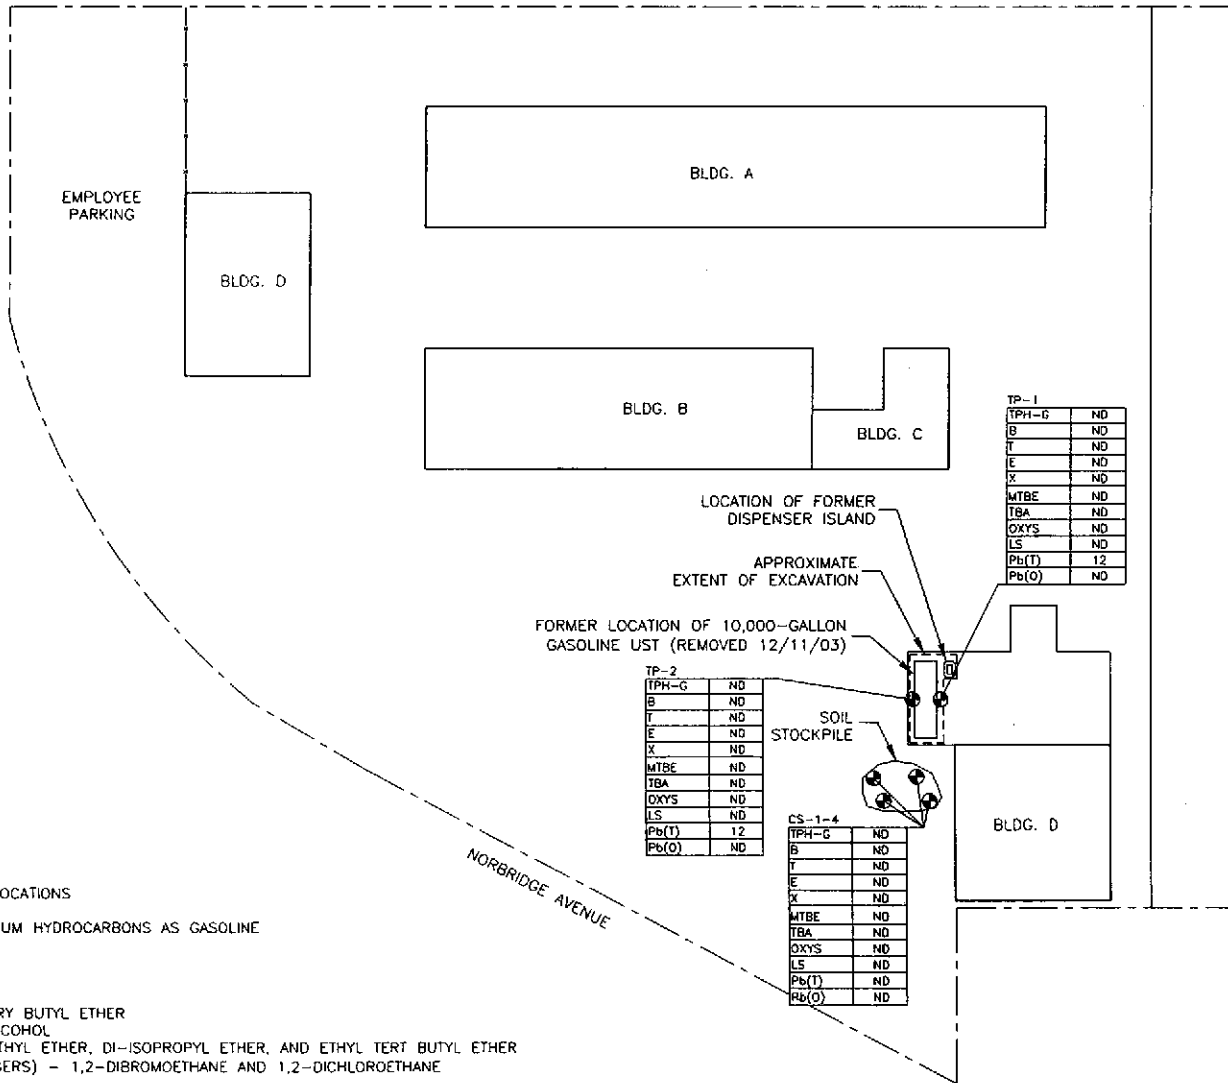 EMPLOYEE
PARKING
BLDG. A
BLDG. D
BLDG. B
BLDG. C
TP-1
TPH-G ND
B ND
T ND
E ND
X ND
MTBE ND
TBA ND
OXYS ND
LS ND
Pb(T) 12
Pb(O) ND
LOCATION OF FORMER
DISPENSER ISLAND
APPROXIMATE
EXTENT OF EXCAVATION
FORMER LOCATION OF 10,000-GALLON
GASOLINE UST (REMOVED 12/11/03)
TP-2
TPH-G ND
B ND
T ND
E ND
X ND
MTBE ND
TBA ND
OXYS ND
LS ND
Pb(T) 12
Pb(O) ND
SOIL
STOCKPILE
CS-1-4
TPH-G ND
B ND
T ND
E ND
X ND
MTBE ND
TBA ND
OXYS ND
LS ND
Pb(T) ND
Pb(O) ND
BLDG. D
NORBRIDGE AVENUE
OCATIONS
UM HYDROCARBONS AS GASOLINE
RY BUTYL ETHER
COHOL
THYL ETHER, DI-ISOPROPYL ETHER, AND ETHYL TERT BUTYL ETHER
GERS) - 1,2-DIBROMOETHANE AND 1,2-DICHLOROETHANE